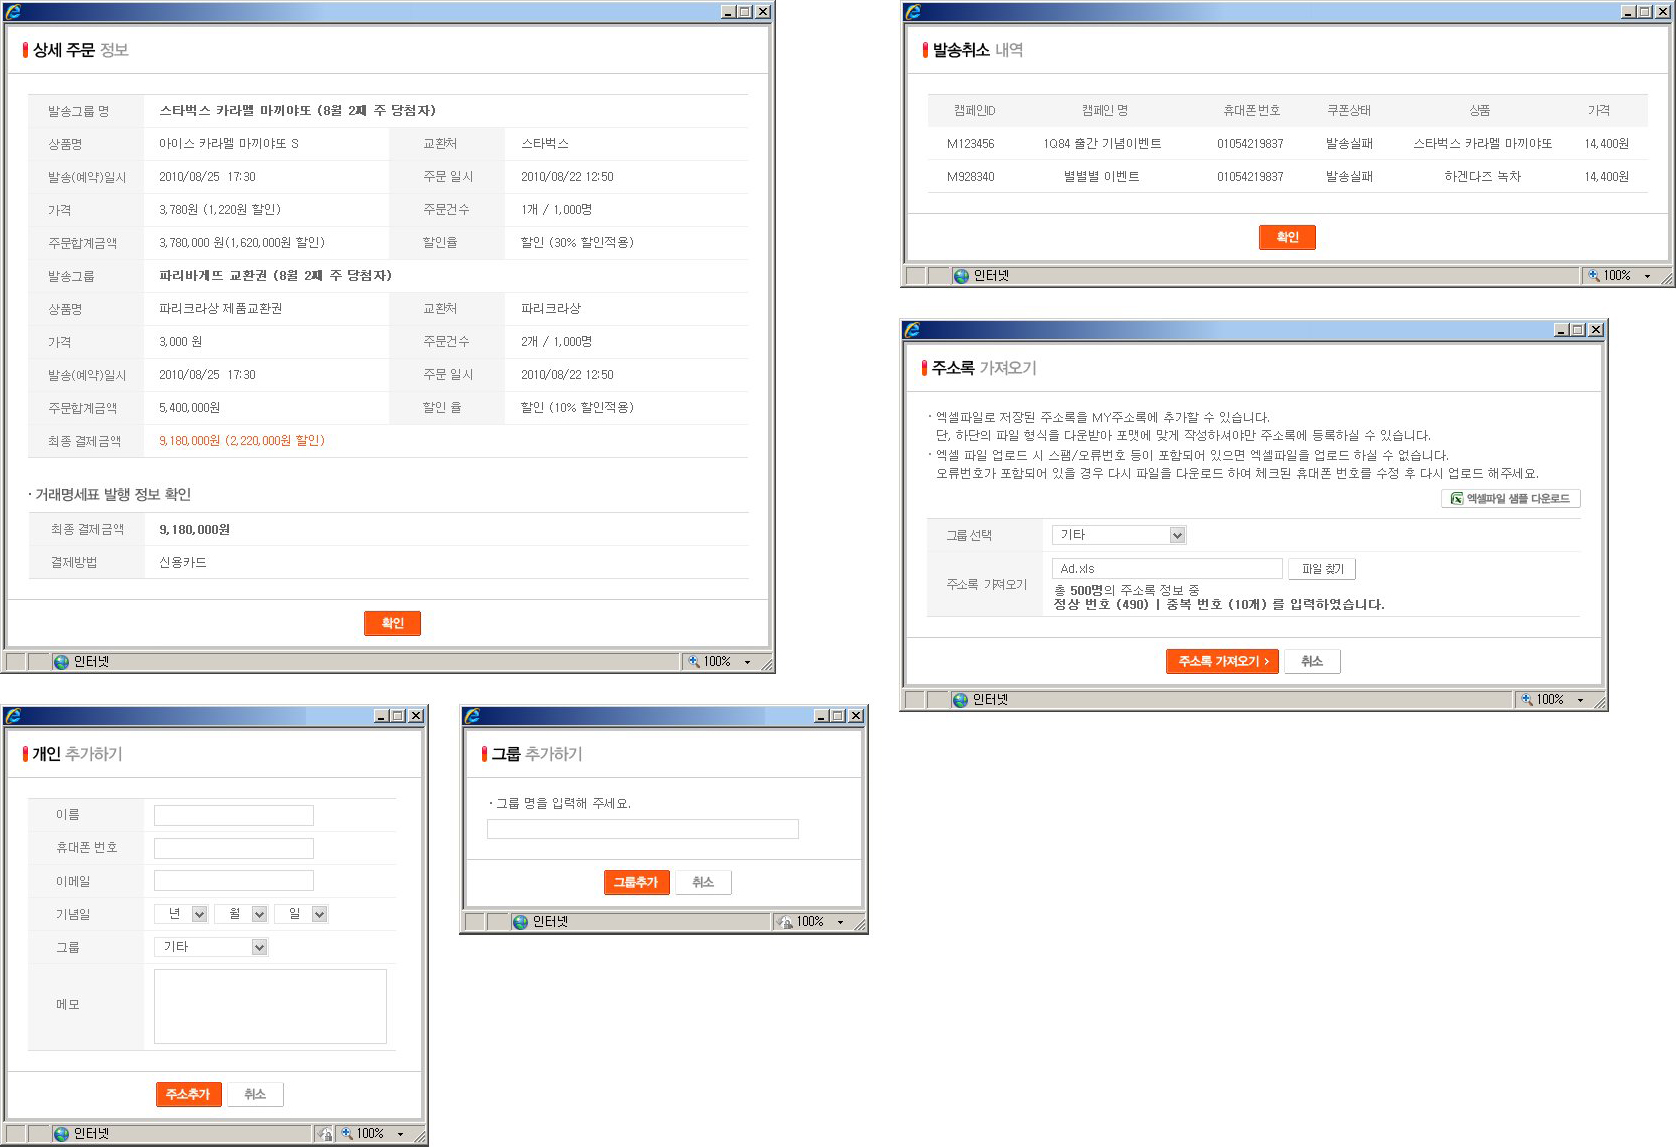 상세 주문 정보
발송그룹 명 스타벅스 카라멜 마끼야또 (8월 2째 주 당첨자)
상품명 아이스 카라멜 마끼야또 S 교환처 스타벅스
발송(예약)일시 2010/08/25 17:30 주문 일시 2010/08/22 12:50
가격 3,780원 (1,220원 할인) 주문건수 1개 / 1,000명
주문합계금액 3,780,000 원(1,620,000원 할인) 할인율 할인 (30% 할인적용)
발송그룹 파리바게뜨 교환권 (8월 2째 주 당첨자)
상품명 파리크라상 제품교환권 교환처 파리크라상
가격 3,000 원 주문건수 2개 / 1,000명
발송(예약)일시 2010/08/25 17:30 주문 일시 2010/08/22 12:50
주문합계금액 5,400,000원 할인 율 할인 (10% 할인적용)
최종 결제금액 9,180,000원 (2,220,000원 할인)
· 거래명세표 발행 정보 확인
최종 결제금액 9,180,000원
결제방법 신용카드
확인
인터넷 100%
발송취소 내역
캠페인ID 캠페인 명 휴대폰 번호 쿠폰상태 상품 가격
M123456 1Q84 출간 기념이벤트 01054219837 발송실패 스타벅스 카라멜 마끼야또 14,400원
M928340 별별별 이벤트 01054219837 발송실패 하겐다즈 녹차 14,400원
확인
인터넷 100%
주소록 가져오기
· 엑셀파일로 저장된 주소록을 MY주소록에 추가할 수 있습니다.
단, 하단의 파일 형식을 다운받아 포맷에 맞게 작성하셔야만 주소록에 등록하실 수 있습니다.
· 엑셀 파일 업로드 시 스팸/오류번호 등이 포함되어 있으면 엑셀파일을 업로드 하실 수 없습니다.
오류번호가 포함되어 있을 경우 다시 파일을 다운로드 하여 체크된 휴대폰 번호를 수정 후 다시 업로드 해주세요.
엑셀파일 샘플 다운로드
그룹 선택 기타
주소록 가져오기 Ad.xls 파일 찾기
총 500명의 주소록 정보 중
정상 번호 (490) | 중복 번호 (10개) 를 입력하였습니다.
주소록 가져오기 › 취소
인터넷 100%
개인 추가하기
이름
휴대폰 번호
이메일
기념일 년 월 일
그룹 기타
메모
주소추가 취소
인터넷 100%
그룹 추가하기
· 그룹 명을 입력해 주세요.
그룹추가 취소
인터넷 100%